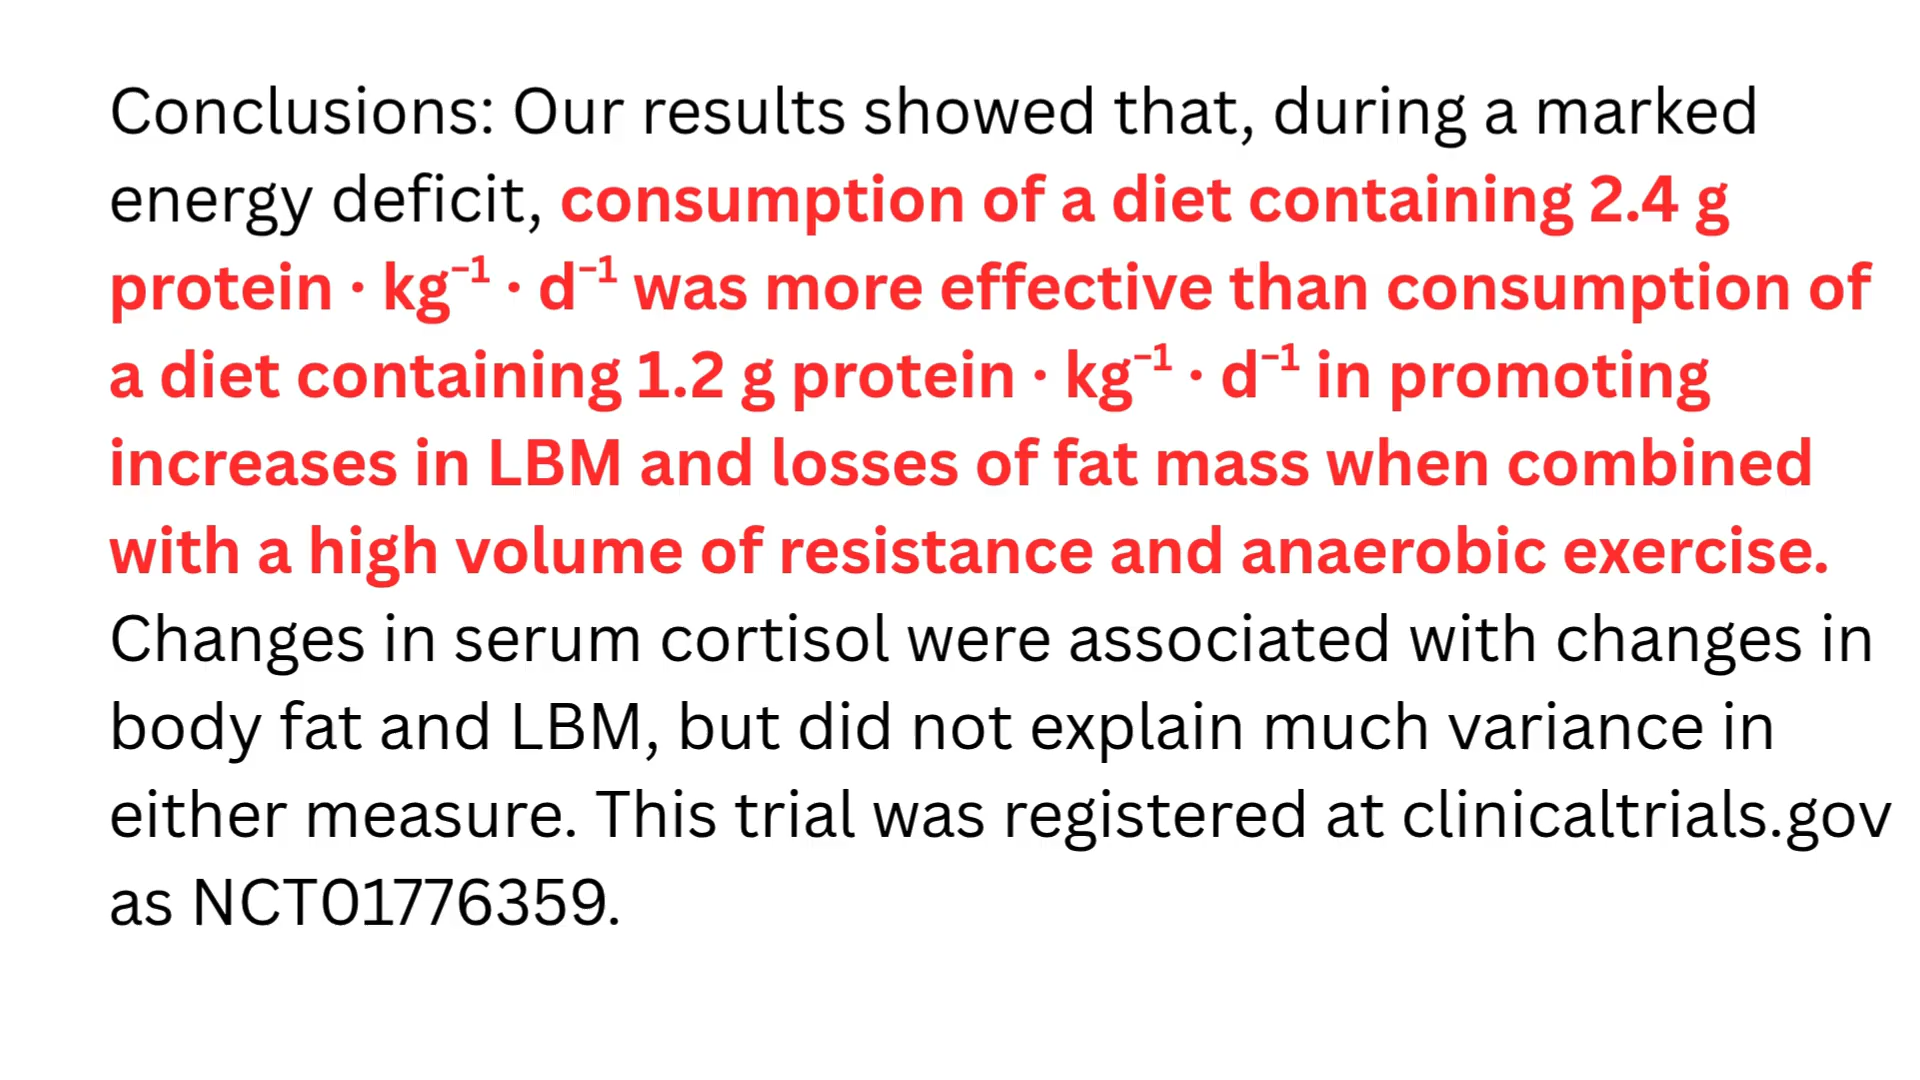 Conclusions: Our results showed that, during a marked
energy deficit, consumption of a diet containing 2.4 g
protein · kg⁻¹ · d⁻¹ was more effective than consumption of
a diet containing 1.2 g protein · kg⁻¹ · d⁻¹ in promoting
increases in LBM and losses of fat mass when combined
with a high volume of resistance and anaerobic exercise.
Changes in serum cortisol were associated with changes in
body fat and LBM, but did not explain much variance in
either measure. This trial was registered at clinicaltrials.gov
as NCT01776359.